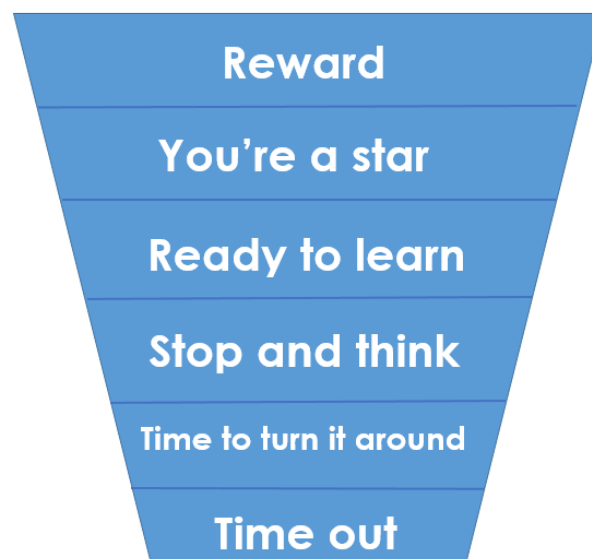 Reward
You’re a star
Ready to learn
Stop and think
Time to turn it around
Time out